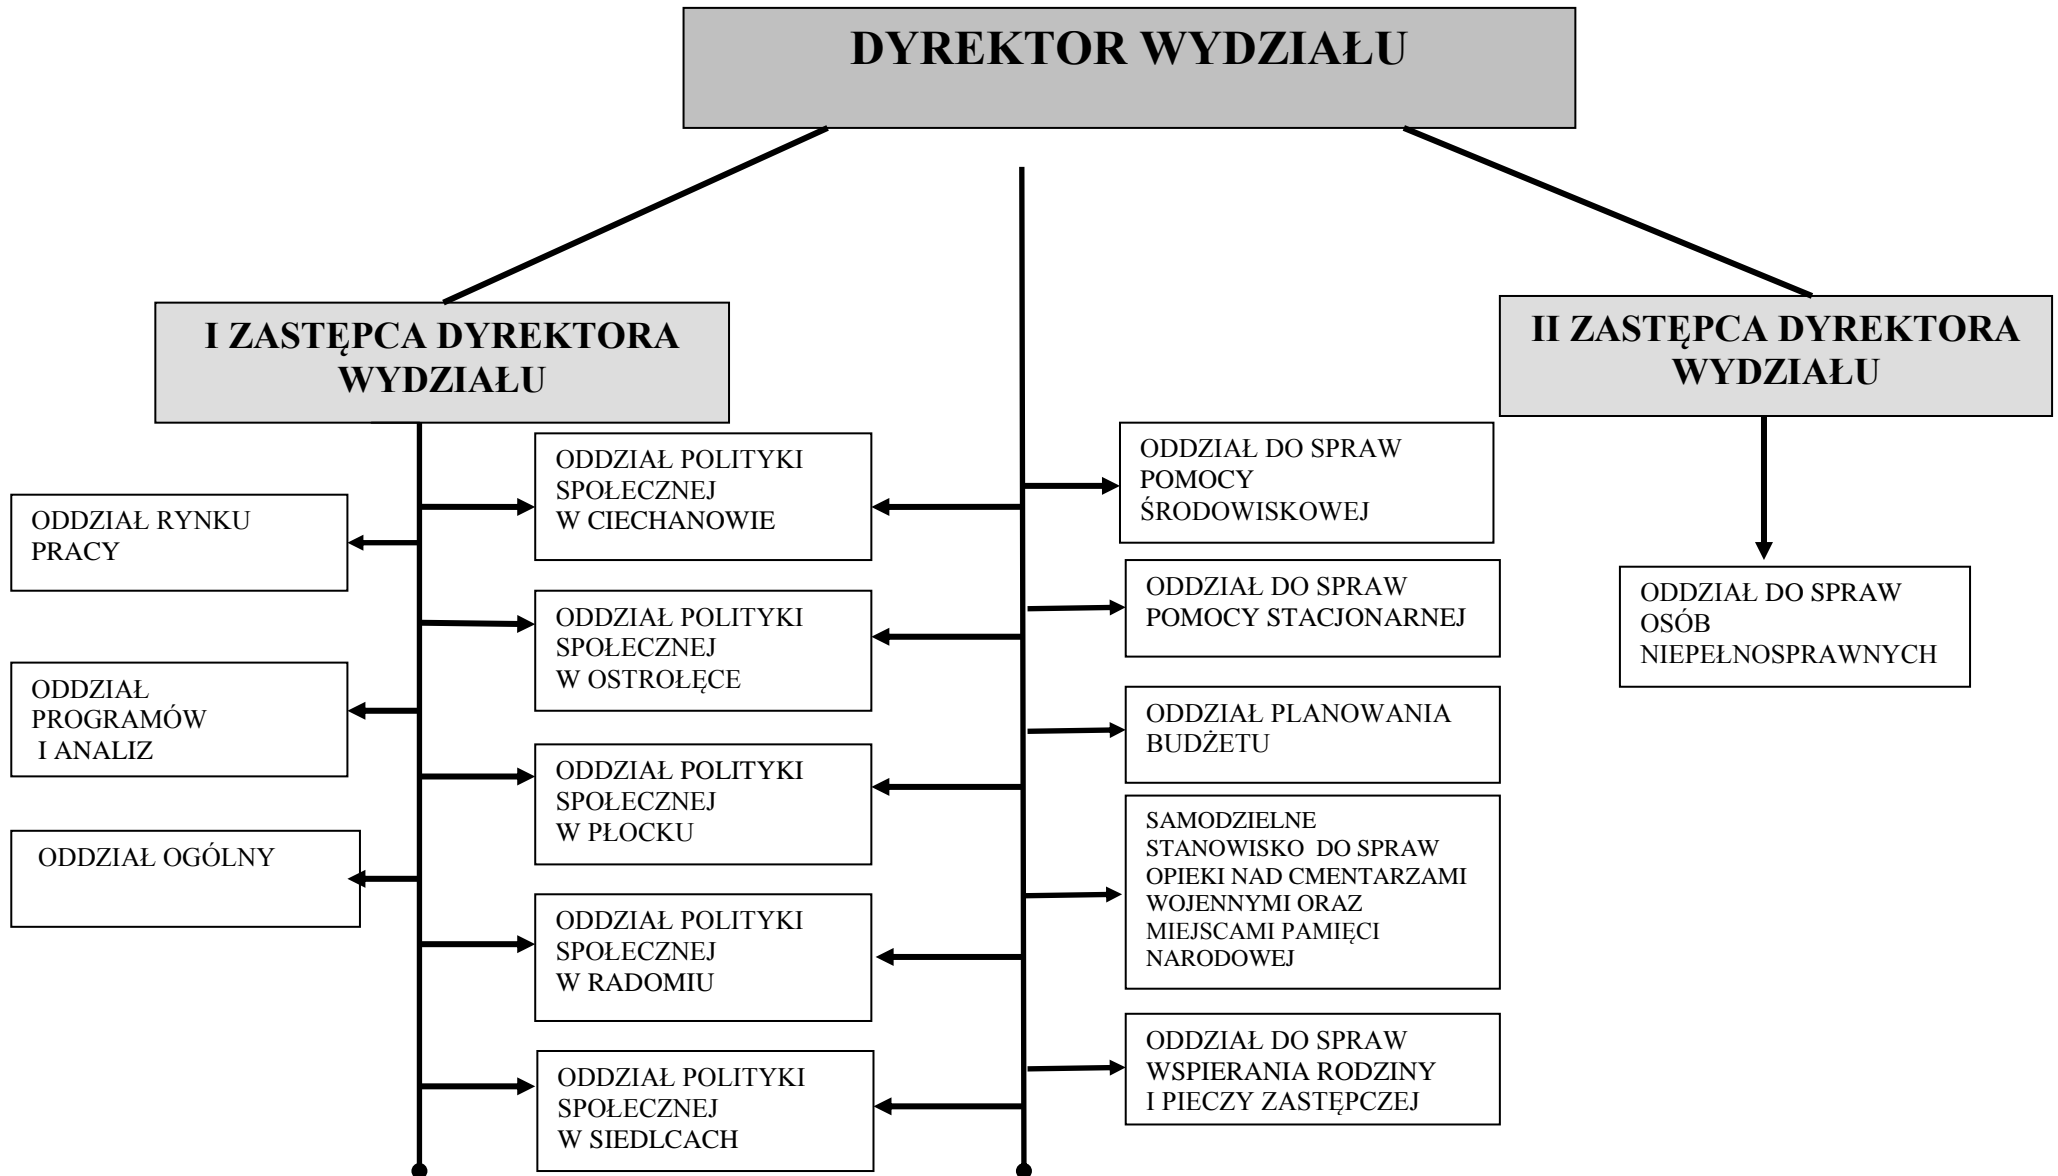 DYREKTOR WYDZIAŁU
I ZASTĘPCA DYREKTORA
WYDZIAŁU
II ZASTĘPCA DYREKTORA
WYDZIAŁU
ODDZIAŁ RYNKU
PRACY
ODDZIAŁ
PROGRAMÓW
I ANALIZ
ODDZIAŁ OGÓLNY
ODDZIAŁ POLITYKI
SPOŁECZNEJ
W CIECHANOWIE
ODDZIAŁ POLITYKI
SPOŁECZNEJ
W OSTROŁĘCE
ODDZIAŁ POLITYKI
SPOŁECZNEJ
W PŁOCKU
ODDZIAŁ POLITYKI
SPOŁECZNEJ
W RADOMIU
ODDZIAŁ POLITYKI
SPOŁECZNEJ
W SIEDLCACH
ODDZIAŁ DO SPRAW
POMOCY
ŚRODOWISKOWEJ
ODDZIAŁ DO SPRAW
POMOCY STACJONARNEJ
ODDZIAŁ PLANOWANIA
BUDŻETU
SAMODZIELNE
STANOWISKO DO SPRAW
OPIEKI NAD CMENTARZAMI
WOJENNYMI ORAZ
MIEJSCAMI PAMIĘCI
NARODOWEJ
ODDZIAŁ DO SPRAW
WSPIERANIA RODZINY
I PIECZY ZASTĘPCZEJ
ODDZIAŁ DO SPRAW
OSÓB
NIEPEŁNOSPRAWNYCH